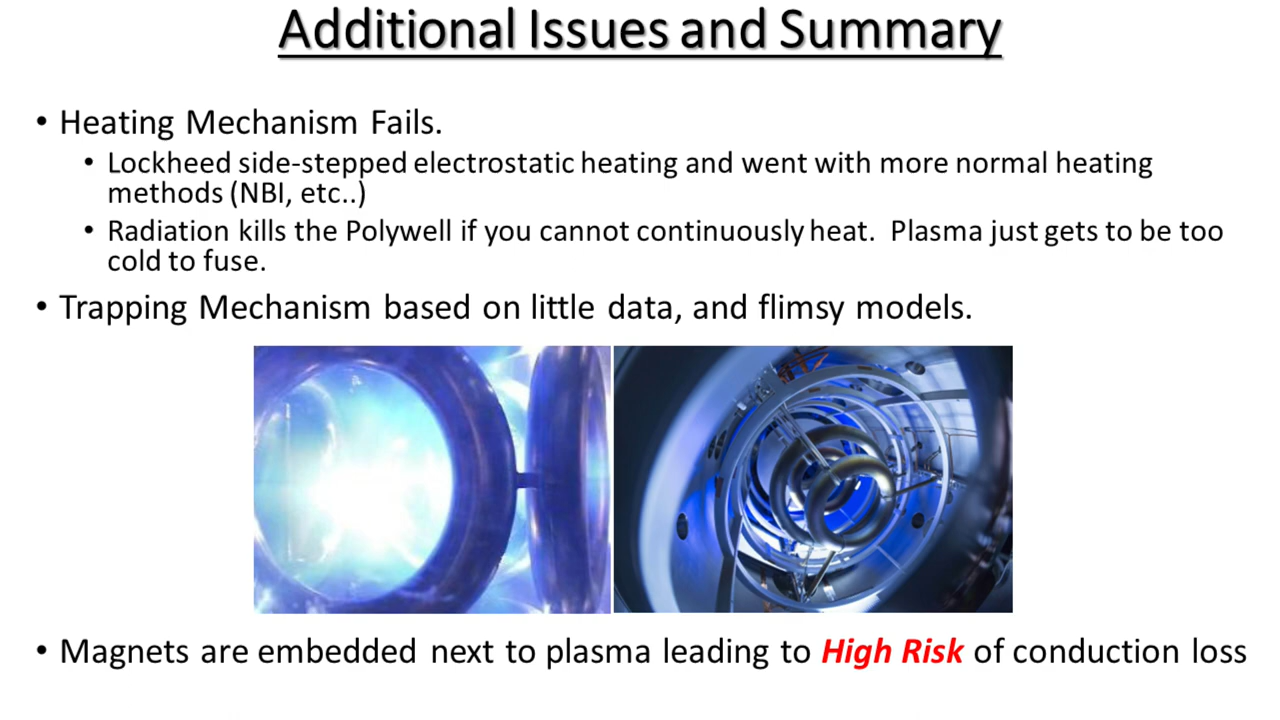 Additional Issues and Summary
• Heating Mechanism Fails.
• Lockheed side-stepped electrostatic heating and went with more normal heating
methods (NBI, etc..)
• Radiation kills the Polywell if you cannot continuously heat.  Plasma just gets to be too
cold to fuse.
• Trapping Mechanism based on little data, and flimsy models.
• Magnets are embedded next to plasma leading to High Risk of conduction loss